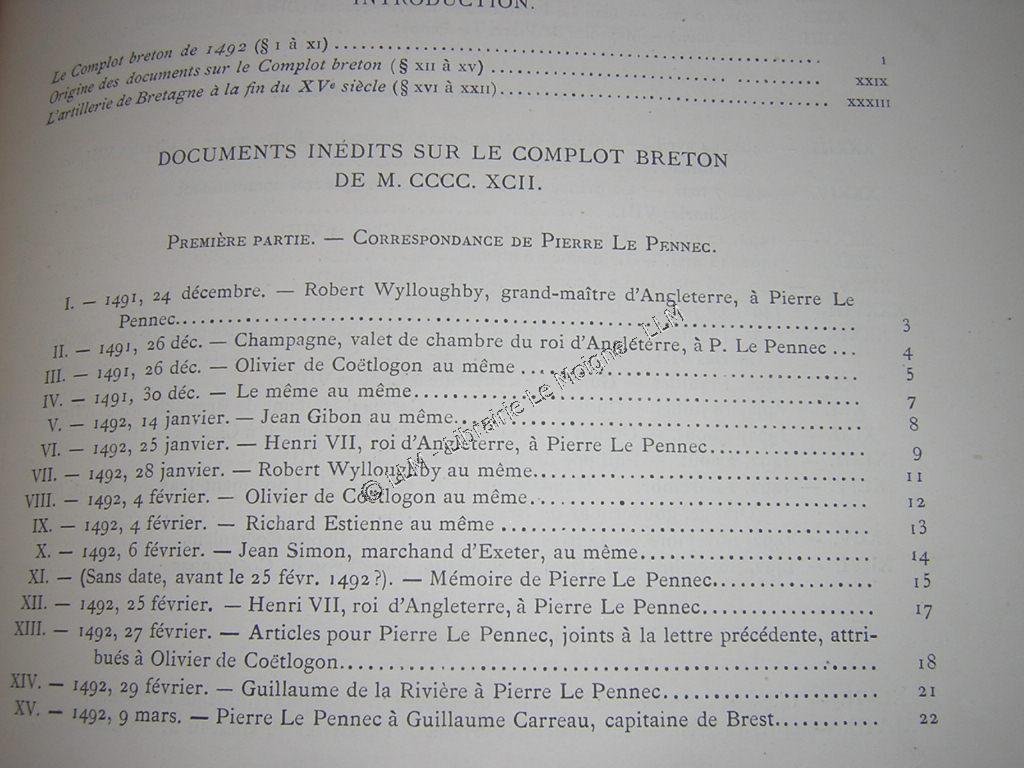 INTRODUCTION.
Le Complot breton de 1492 (§ I à XI) .......... 1
Origine des documents sur le Complot breton (§ XII à XV) .......... XXIX
L'artillerie de Bretagne à la fin du XVe siècle (§ XVI à XXII).......... XXXIII
DOCUMENTS INÉDITS SUR LE COMPLOT BRETON
DE M. CCCC. XCII.
PREMIÈRE PARTIE. — CORRESPONDANCE DE PIERRE LE PENNEC.
I. — 1491, 24 décembre. — Robert Wylloughby, grand-maître d'Angleterre, à Pierre Le
Pennec.......... 3
II. — 1491, 26 déc. — Champagne, valet de chambre du roi d'Angleterre, à P. Le Pennec ... 4
III. — 1491, 26 déc. — Olivier de Coëtlogon au même .......... 5
IV. — 1491, 30 déc. — Le même au même.......... 7
V. — 1492, 14 janvier. — Jean Gibon au même.......... 8
VI. — 1492, 25 janvier. — Henri VII, roi d'Angleterre, à Pierre Le Pennec.......... 9
VII. — 1492, 28 janvier. — Robert Wylloughby au même.......... 11
VIII. — 1492, 4 février. — Olivier de Coëtlogon au même.......... 12
IX. — 1492, 4 février. — Richard Estienne au même .......... 13
X. — 1492, 6 février. — Jean Simon, marchand d'Exeter, au même.......... 14
XI. — (Sans date, avant le 25 févr. 1492?). — Mémoire de Pierre Le Pennec.......... 15
XII. — 1492, 25 février. — Henri VII, roi d'Angleterre, à Pierre Le Pennec.......... 17
XIII. — 1492, 27 février. — Articles pour Pierre Le Pennec, joints à la lettre précédente, attri-
bués à Olivier de Coëtlogon.......... 18
XIV. — 1492, 29 février. — Guillaume de la Rivière à Pierre Le Pennec.......... 21
XV. — 1492, 9 mars. — Pierre Le Pennec à Guillaume Carreau, capitaine de Brest.......... 22
© LLM - Librairie Le Moigne - LLM